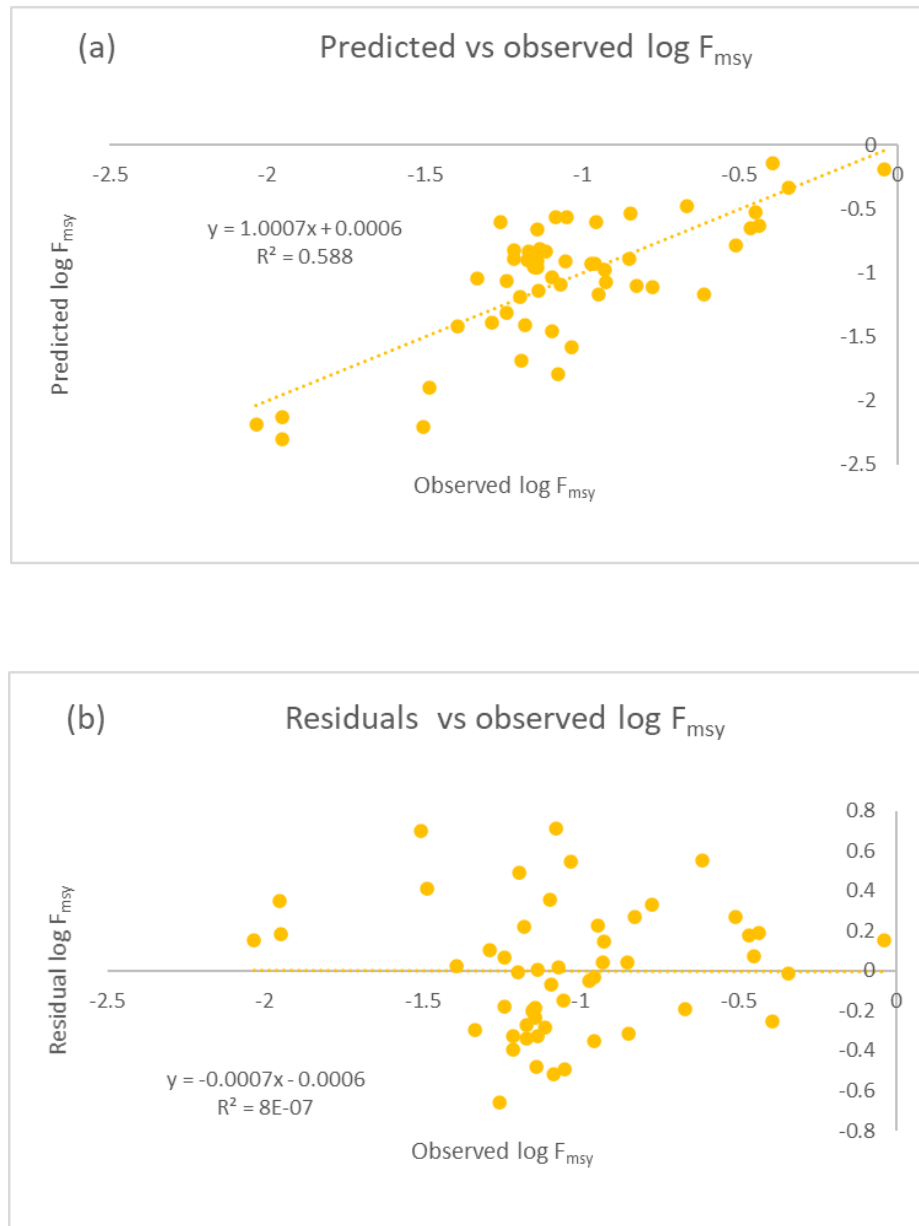 (a)
Predicted vs observed log Fmsy
-2.5 -2 -1.5 -1 -0.5 0
-0.5
-1
-1.5
-2
-2.5
y = 1.0007x + 0.0006
R² = 0.588
Predicted log Fmsy
Observed log Fmsy
(b)
Residuals vs observed log Fmsy
0.8
0.6
0.4
0.2
0
-2.5 -2 -1.5 -1 -0.5 0
-0.2
-0.4
-0.6
-0.8
Residual log Fmsy
y = -0.0007x - 0.0006
R² = 8E-07
Observed log Fmsy